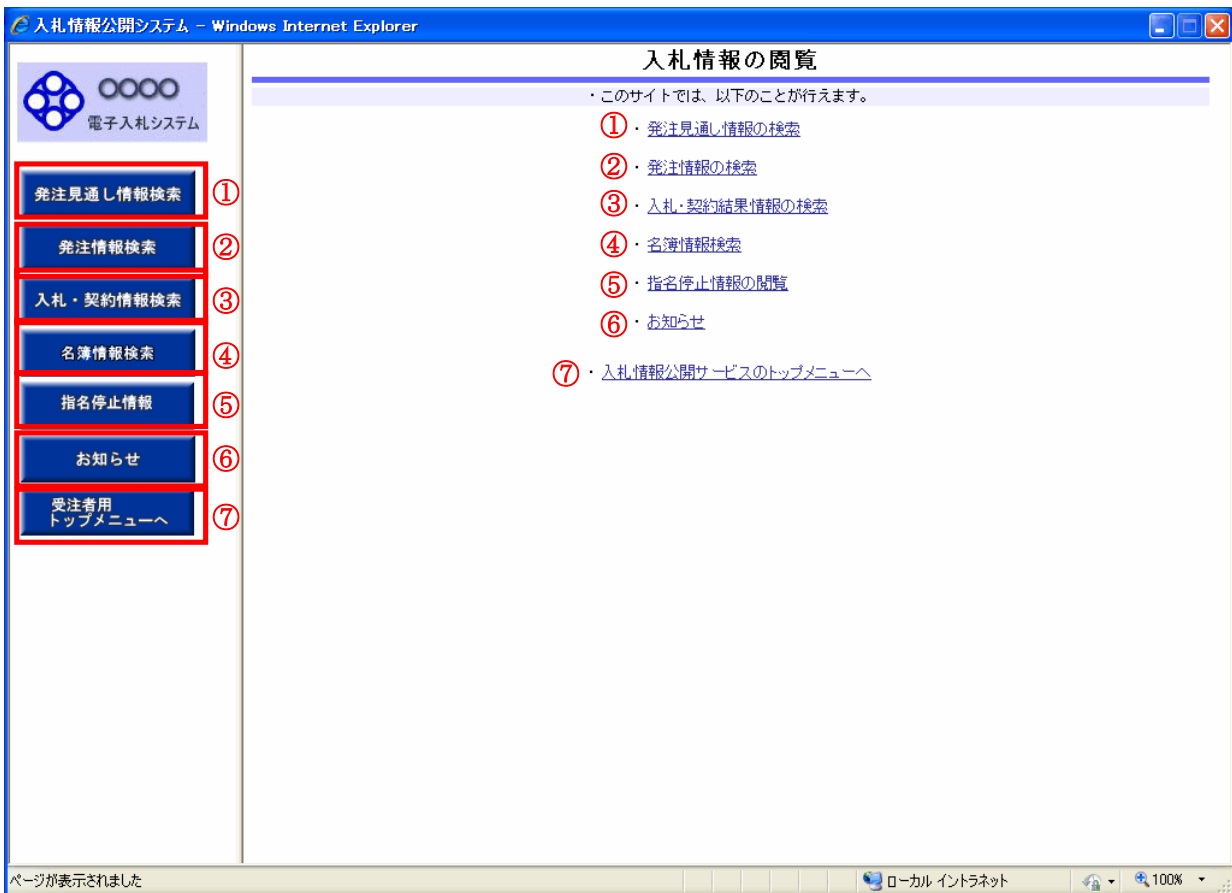 入札情報公開システム - Windows Internet Explorer
〇〇〇〇
電子入札システム
発注見通し情報検索 ①
発注情報検索 ②
入札・契約情報検索 ③
名簿情報検索 ④
指名停止情報 ⑤
お知らせ ⑥
受注者用
トップメニューへ ⑦
入札情報の閲覧
・このサイトでは、以下のことが行えます。
①・発注見通し情報の検索
②・発注情報の検索
③・入札・契約結果情報の検索
④・名簿情報検索
⑤・指名停止情報の閲覧
⑥・お知らせ
⑦・入札情報公開サービスのトップメニューへ
ページが表示されました
ローカル イントラネット
100%